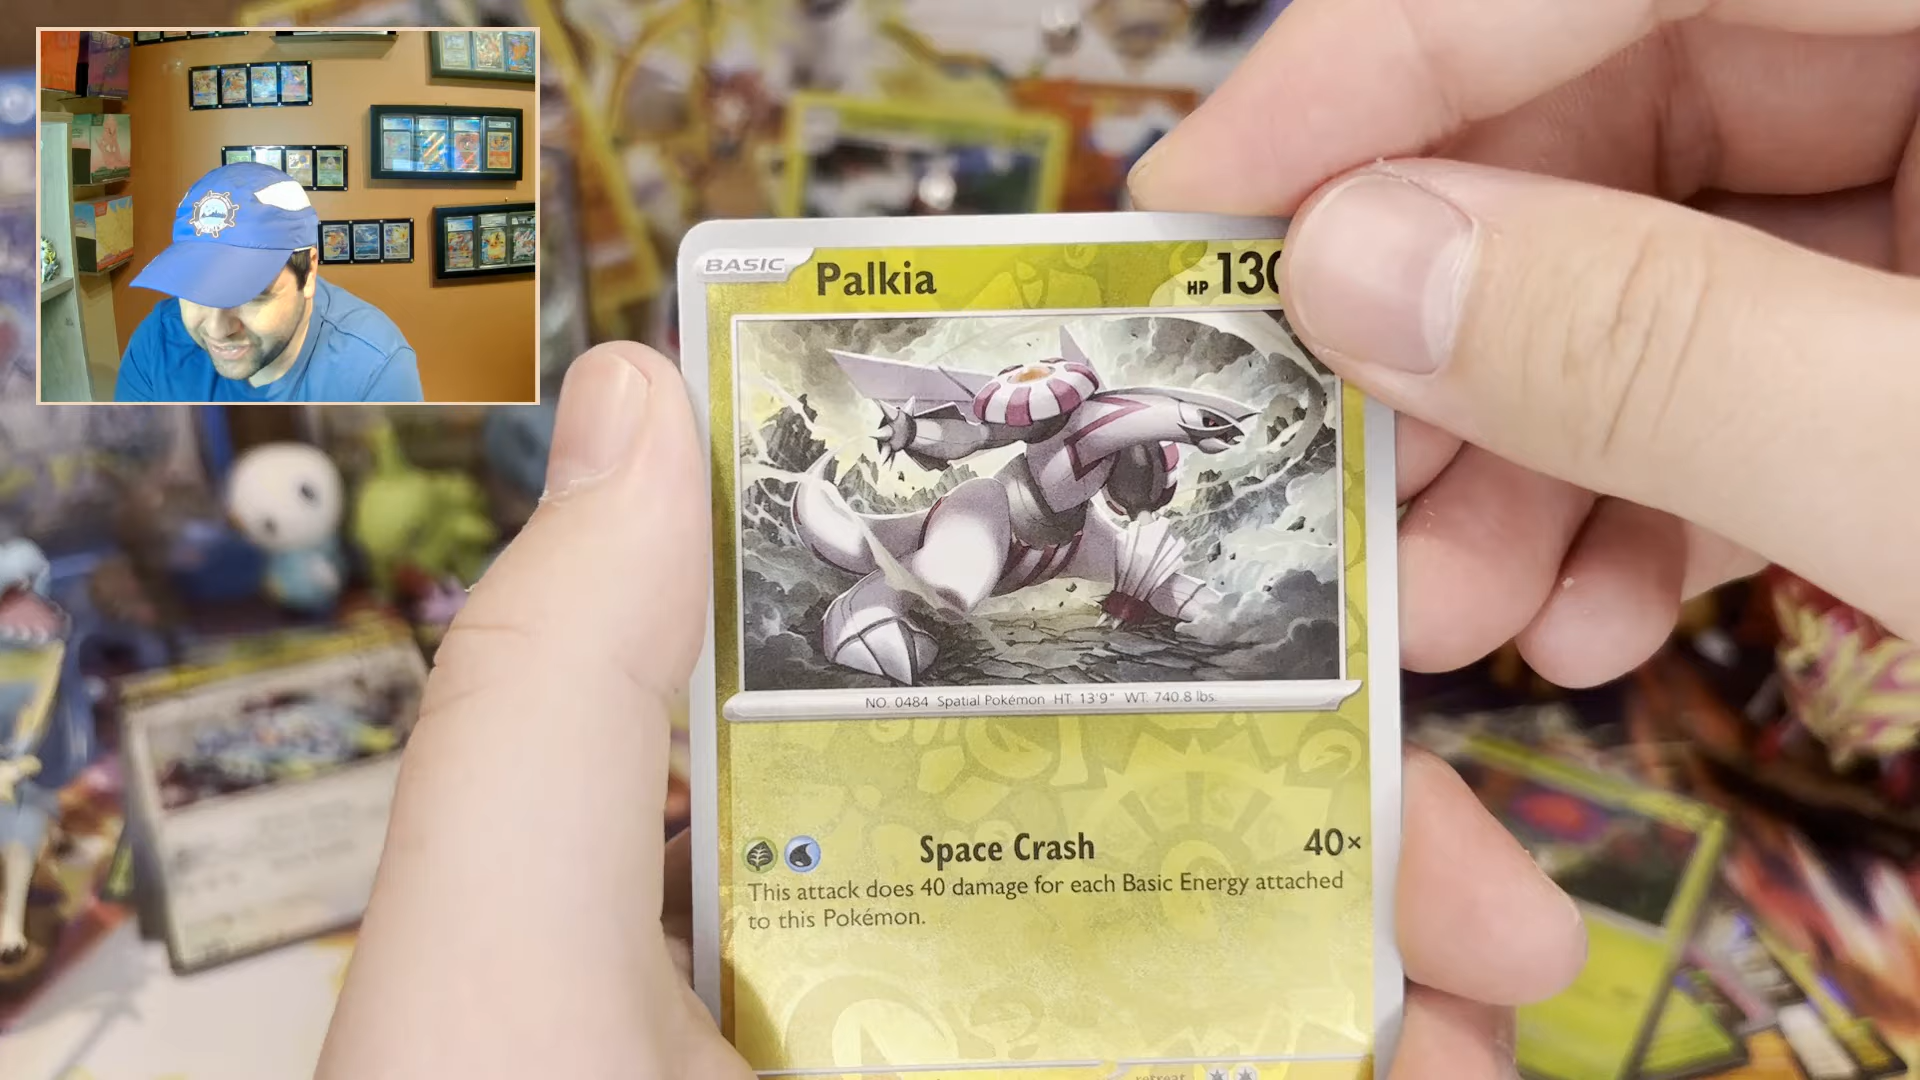 BASIC
Palkia
HP 130
NO. 0484 Spatial Pokémon HT. 13'9" WT. 740.8 lbs.
Space Crash 40×
This attack does 40 damage for each Basic Energy attached
to this Pokémon.
retreat